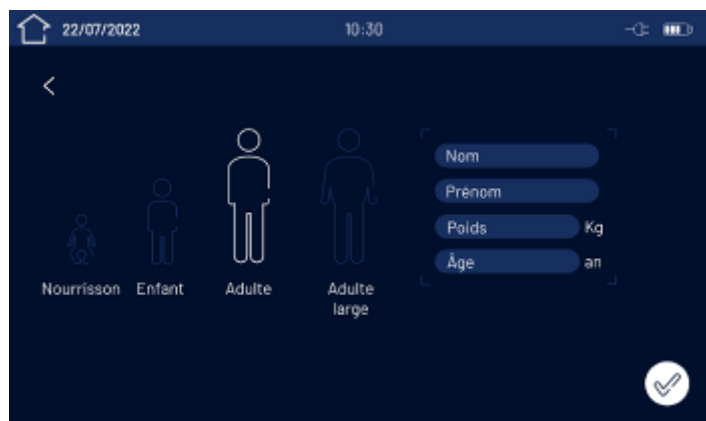 22/07/2022 10:30
Nom
Prénom
Poids Kg
Âge an
Nourrisson Enfant Adulte Adulte large